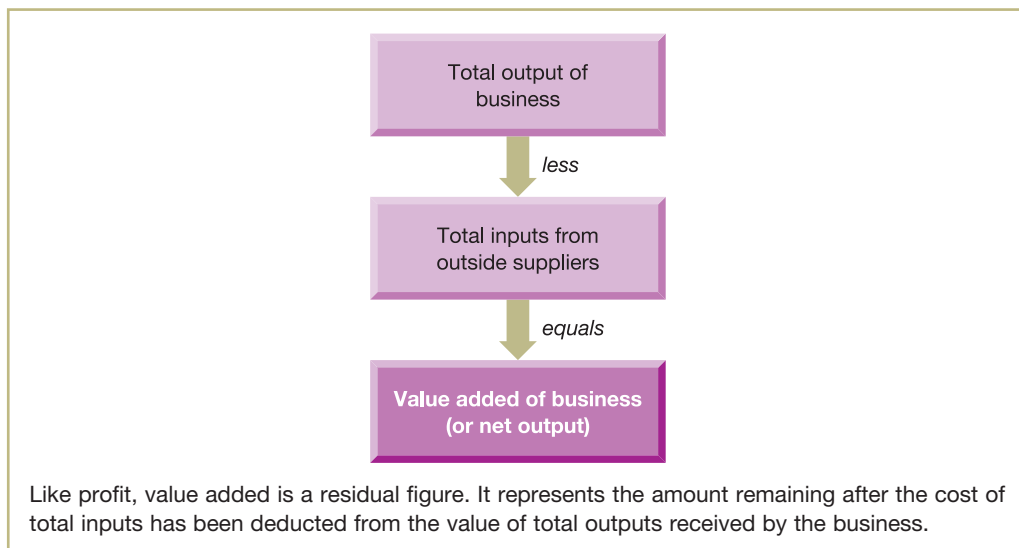 Total output of
business
less
Total inputs from
outside suppliers
equals
Value added of business
(or net output)
Like profit, value added is a residual figure. It represents the amount remaining after the cost of
total inputs has been deducted from the value of total outputs received by the business.